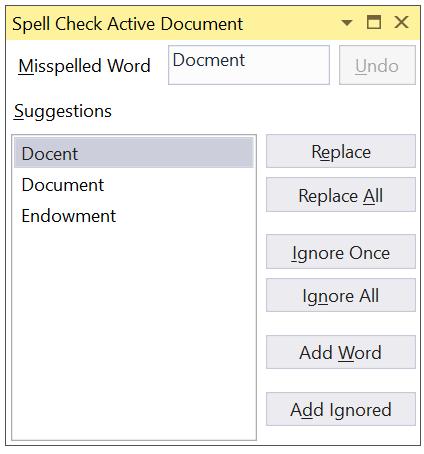 Spell Check Active Document
Misspelled Word Docment Undo
Suggestions
Docent
Document
Endowment
Replace
Replace All
Ignore Once
Ignore All
Add Word
Add Ignored